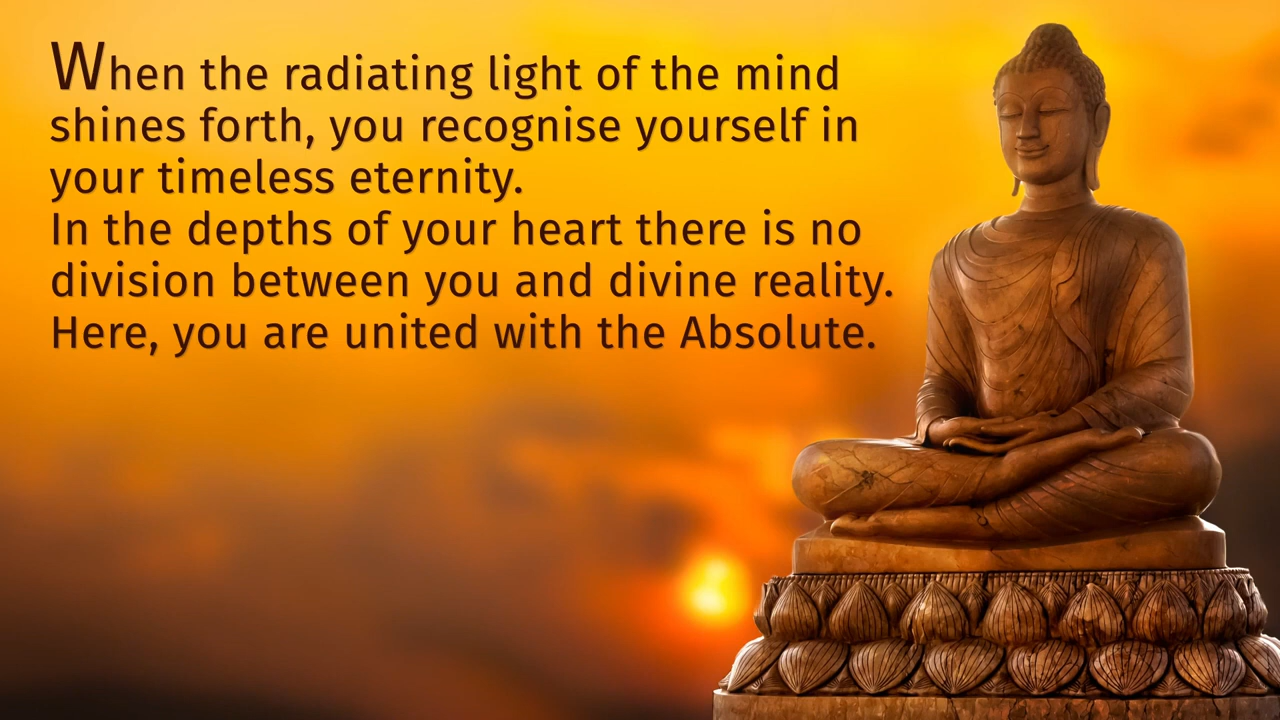 When the radiating light of the mind
shines forth, you recognise yourself in
your timeless eternity.
In the depths of your heart there is no
division between you and divine reality.
Here, you are united with the Absolute.